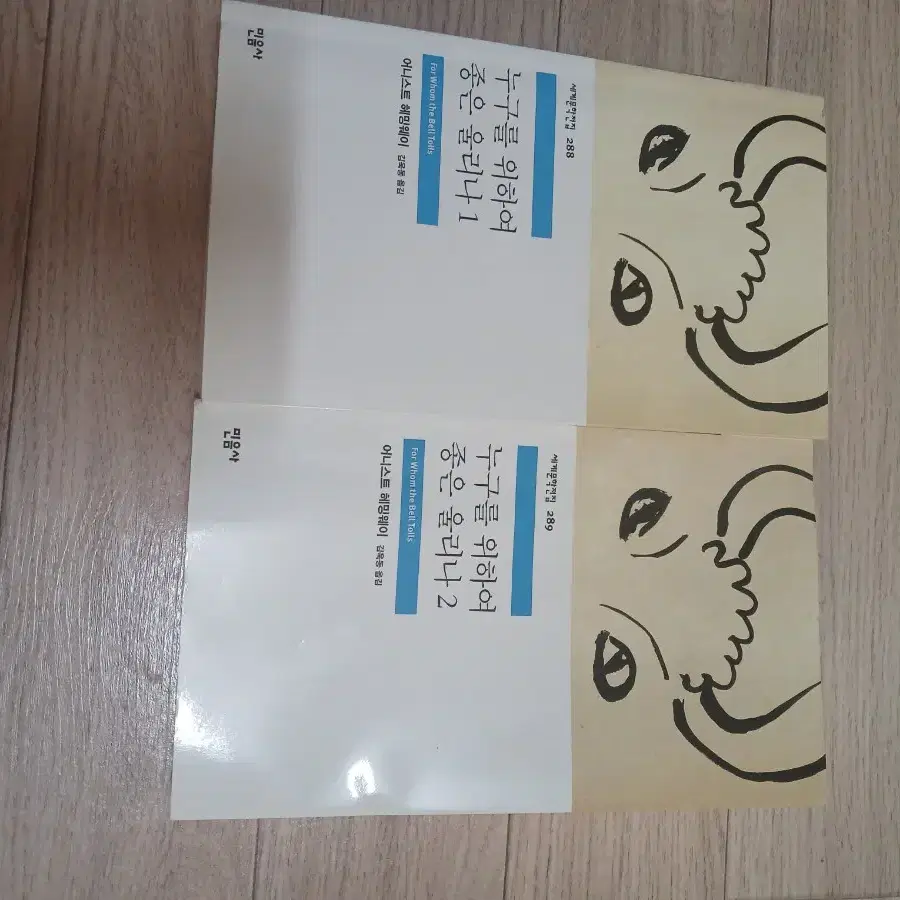 세계문학전집 288
누구를 위하여
종은 울리나 1
For Whom the Bell Tolls
어니스트 헤밍웨이 김욱동 옮김
민음사
세계문학전집 289
누구를 위하여
종은 울리나 2
For Whom the Bell Tolls
어니스트 헤밍웨이 김욱동 옮김
민음사